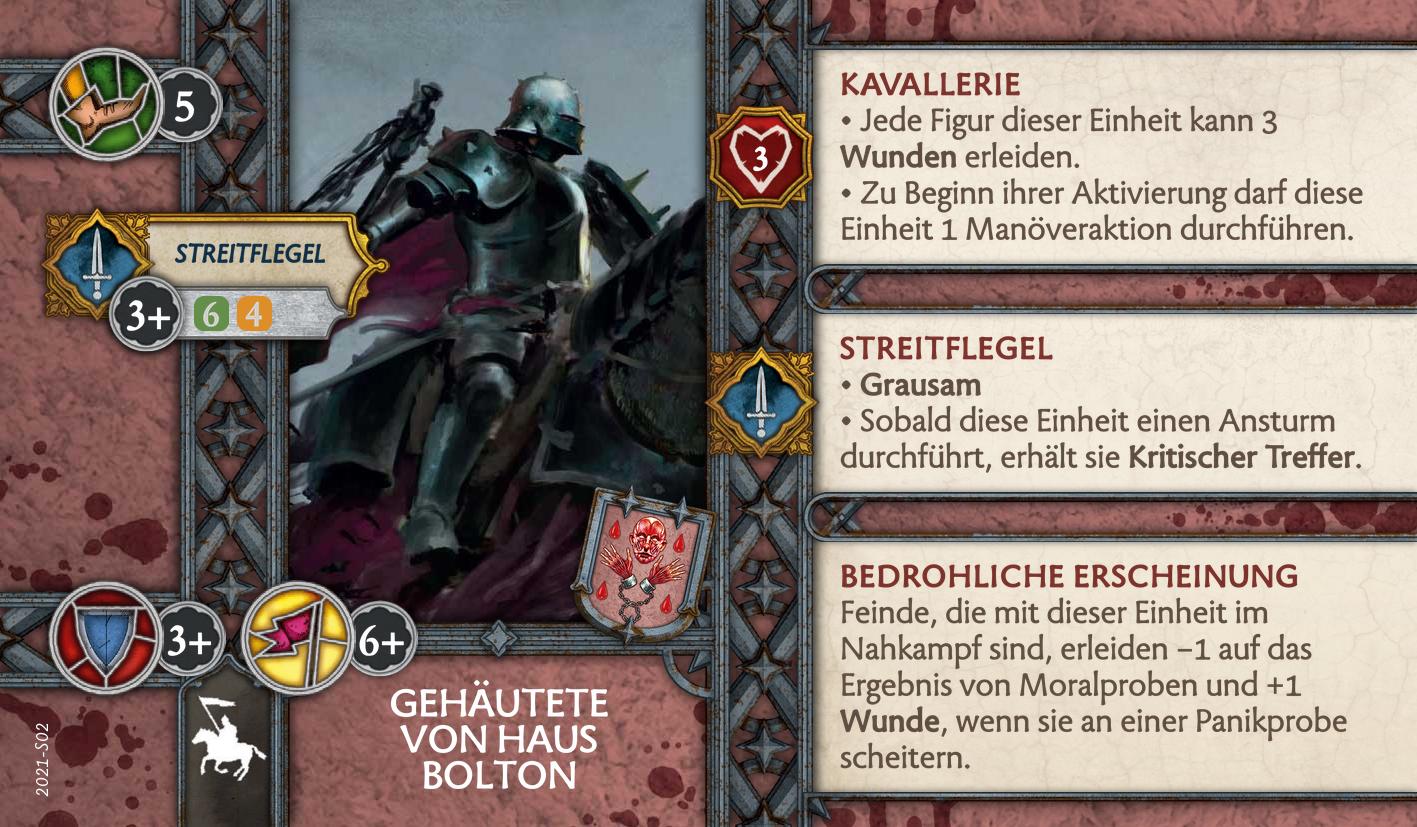 5
STREITFLEGEL
3+ 6 4
3+ 6+
GEHÄUTETE
VON HAUS
BOLTON
2021-S02
3
KAVALLERIE
• Jede Figur dieser Einheit kann 3
Wunden erleiden.
• Zu Beginn ihrer Aktivierung darf diese
Einheit 1 Manöveraktion durchführen.
STREITFLEGEL
• Grausam
• Sobald diese Einheit einen Ansturm
durchführt, erhält sie Kritischer Treffer.
BEDROHLICHE ERSCHEINUNG
Feinde, die mit dieser Einheit im
Nahkampf sind, erleiden −1 auf das
Ergebnis von Moralproben und +1
Wunde, wenn sie an einer Panikprobe
scheitern.